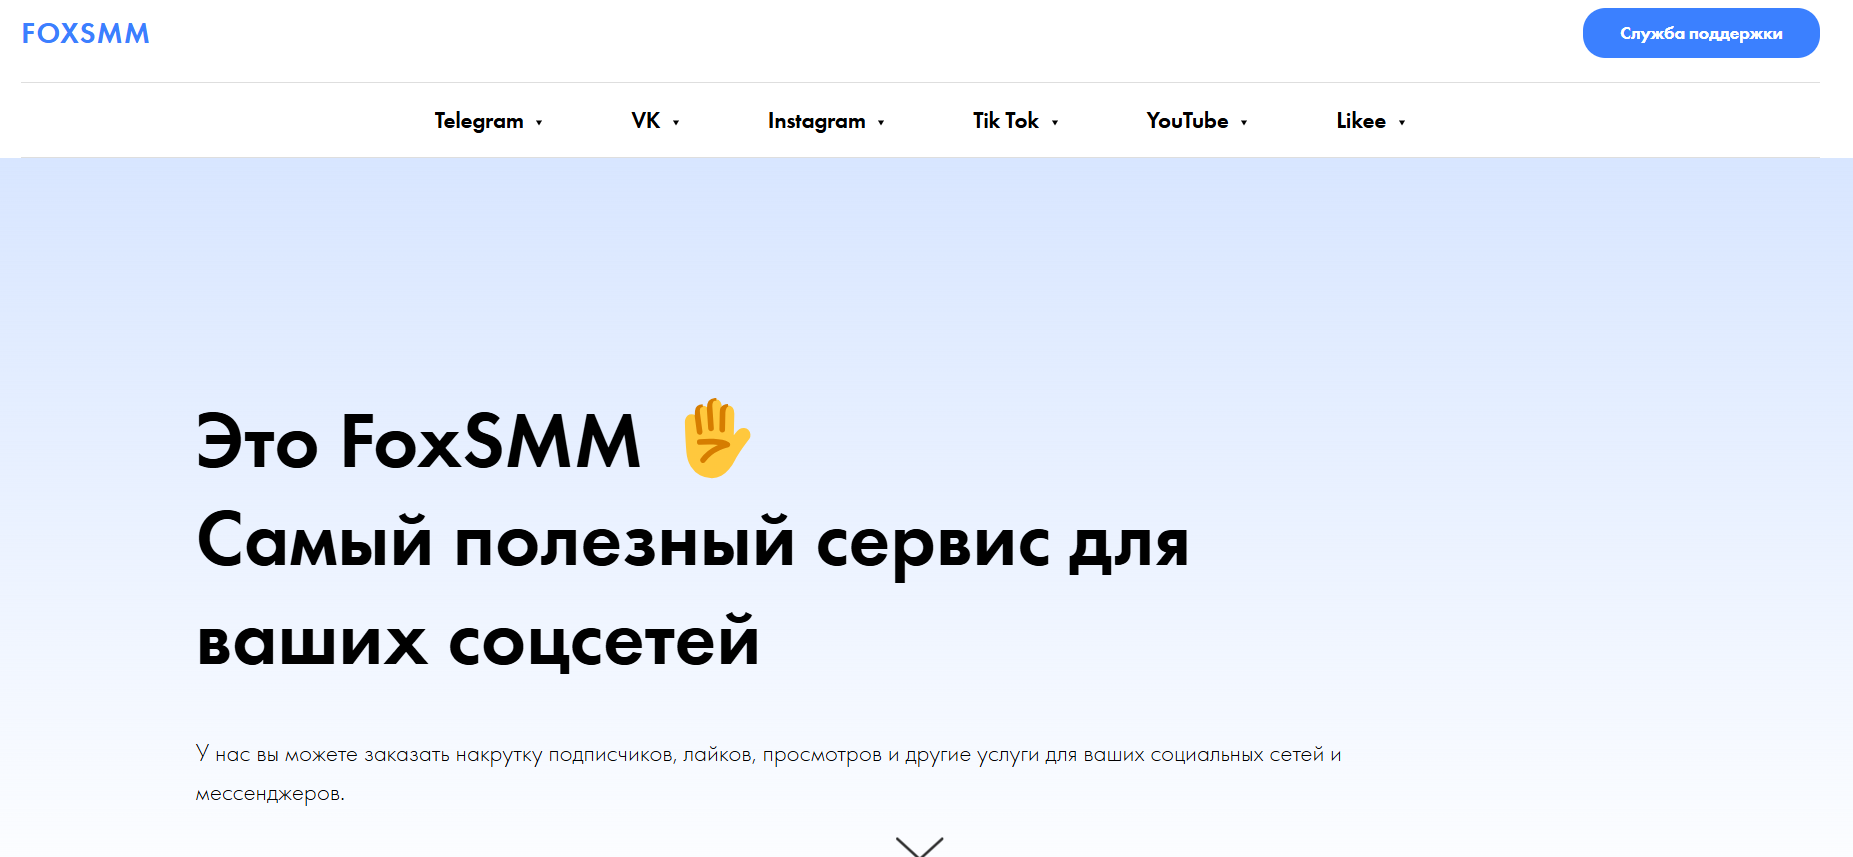 FOXSMM
Служба поддержки
Telegram
VK
Instagram
Tik Tok
YouTube
Likee
Это FoxSMM
Самый полезный сервис для
ваших соцсетей
У нас вы можете заказать накрутку подписчиков, лайков, просмотров и другие услуги для ваших социальных сетей и
мессенджеров.